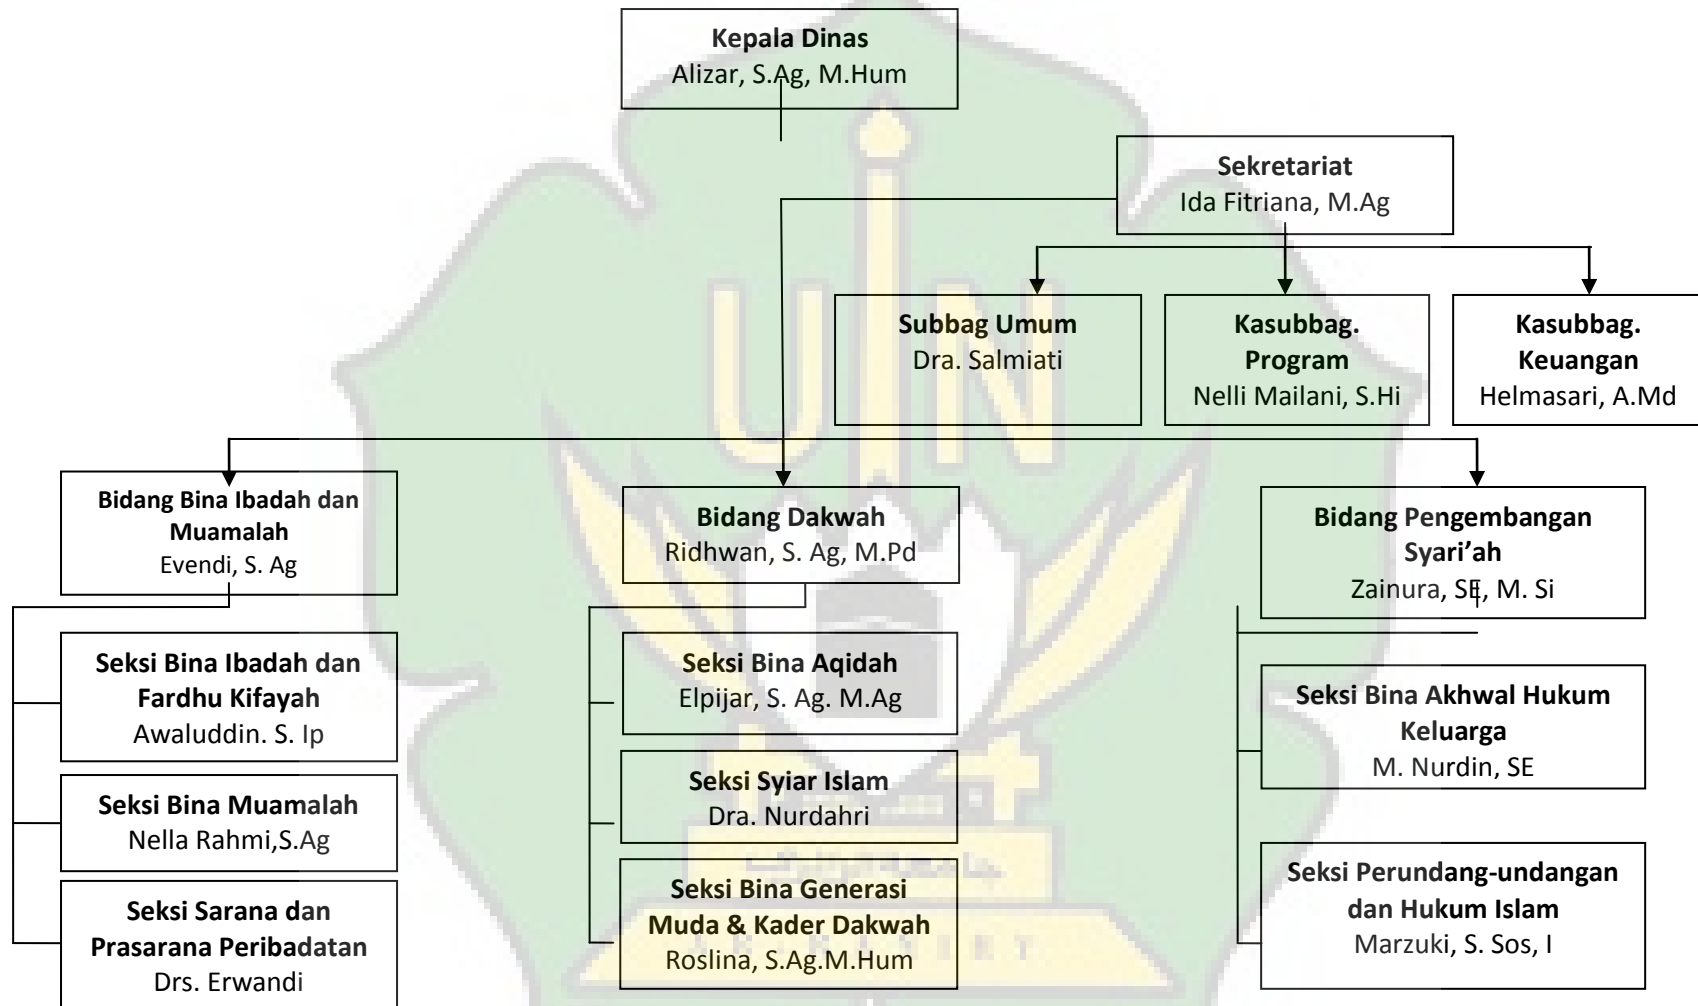 Kepala Dinas
Alizar, S.Ag, M.Hum
Sekretariat
Ida Fitriana, M.Ag
Subbag Umum
Dra. Salmiati
Kasubbag.
Program
Nelli Mailani, S.Hi
Kasubbag.
Keuangan
Helmasari, A.Md
Bidang Bina Ibadah dan
Muamalah
Evendi, S. Ag
Bidang Dakwah
Ridhwan, S. Ag, M.Pd
Bidang Pengembangan
Syari’ah
Zainura, SE, M. Si
Seksi Bina Ibadah dan
Fardhu Kifayah
Awaluddin. S. Ip
Seksi Bina Muamalah
Nella Rahmi,S.Ag
Seksi Sarana dan
Prasarana Peribadatan
Drs. Erwandi
Seksi Bina Aqidah
Elpijar, S. Ag. M.Ag
Seksi Syiar Islam
Dra. Nurdahri
Seksi Bina Generasi
Muda & Kader Dakwah
Roslina, S.Ag.M.Hum
Seksi Bina Akhwal Hukum
Keluarga
M. Nurdin, SE
Seksi Perundang-undangan
dan Hukum Islam
Marzuki, S. Sos, I
UIN